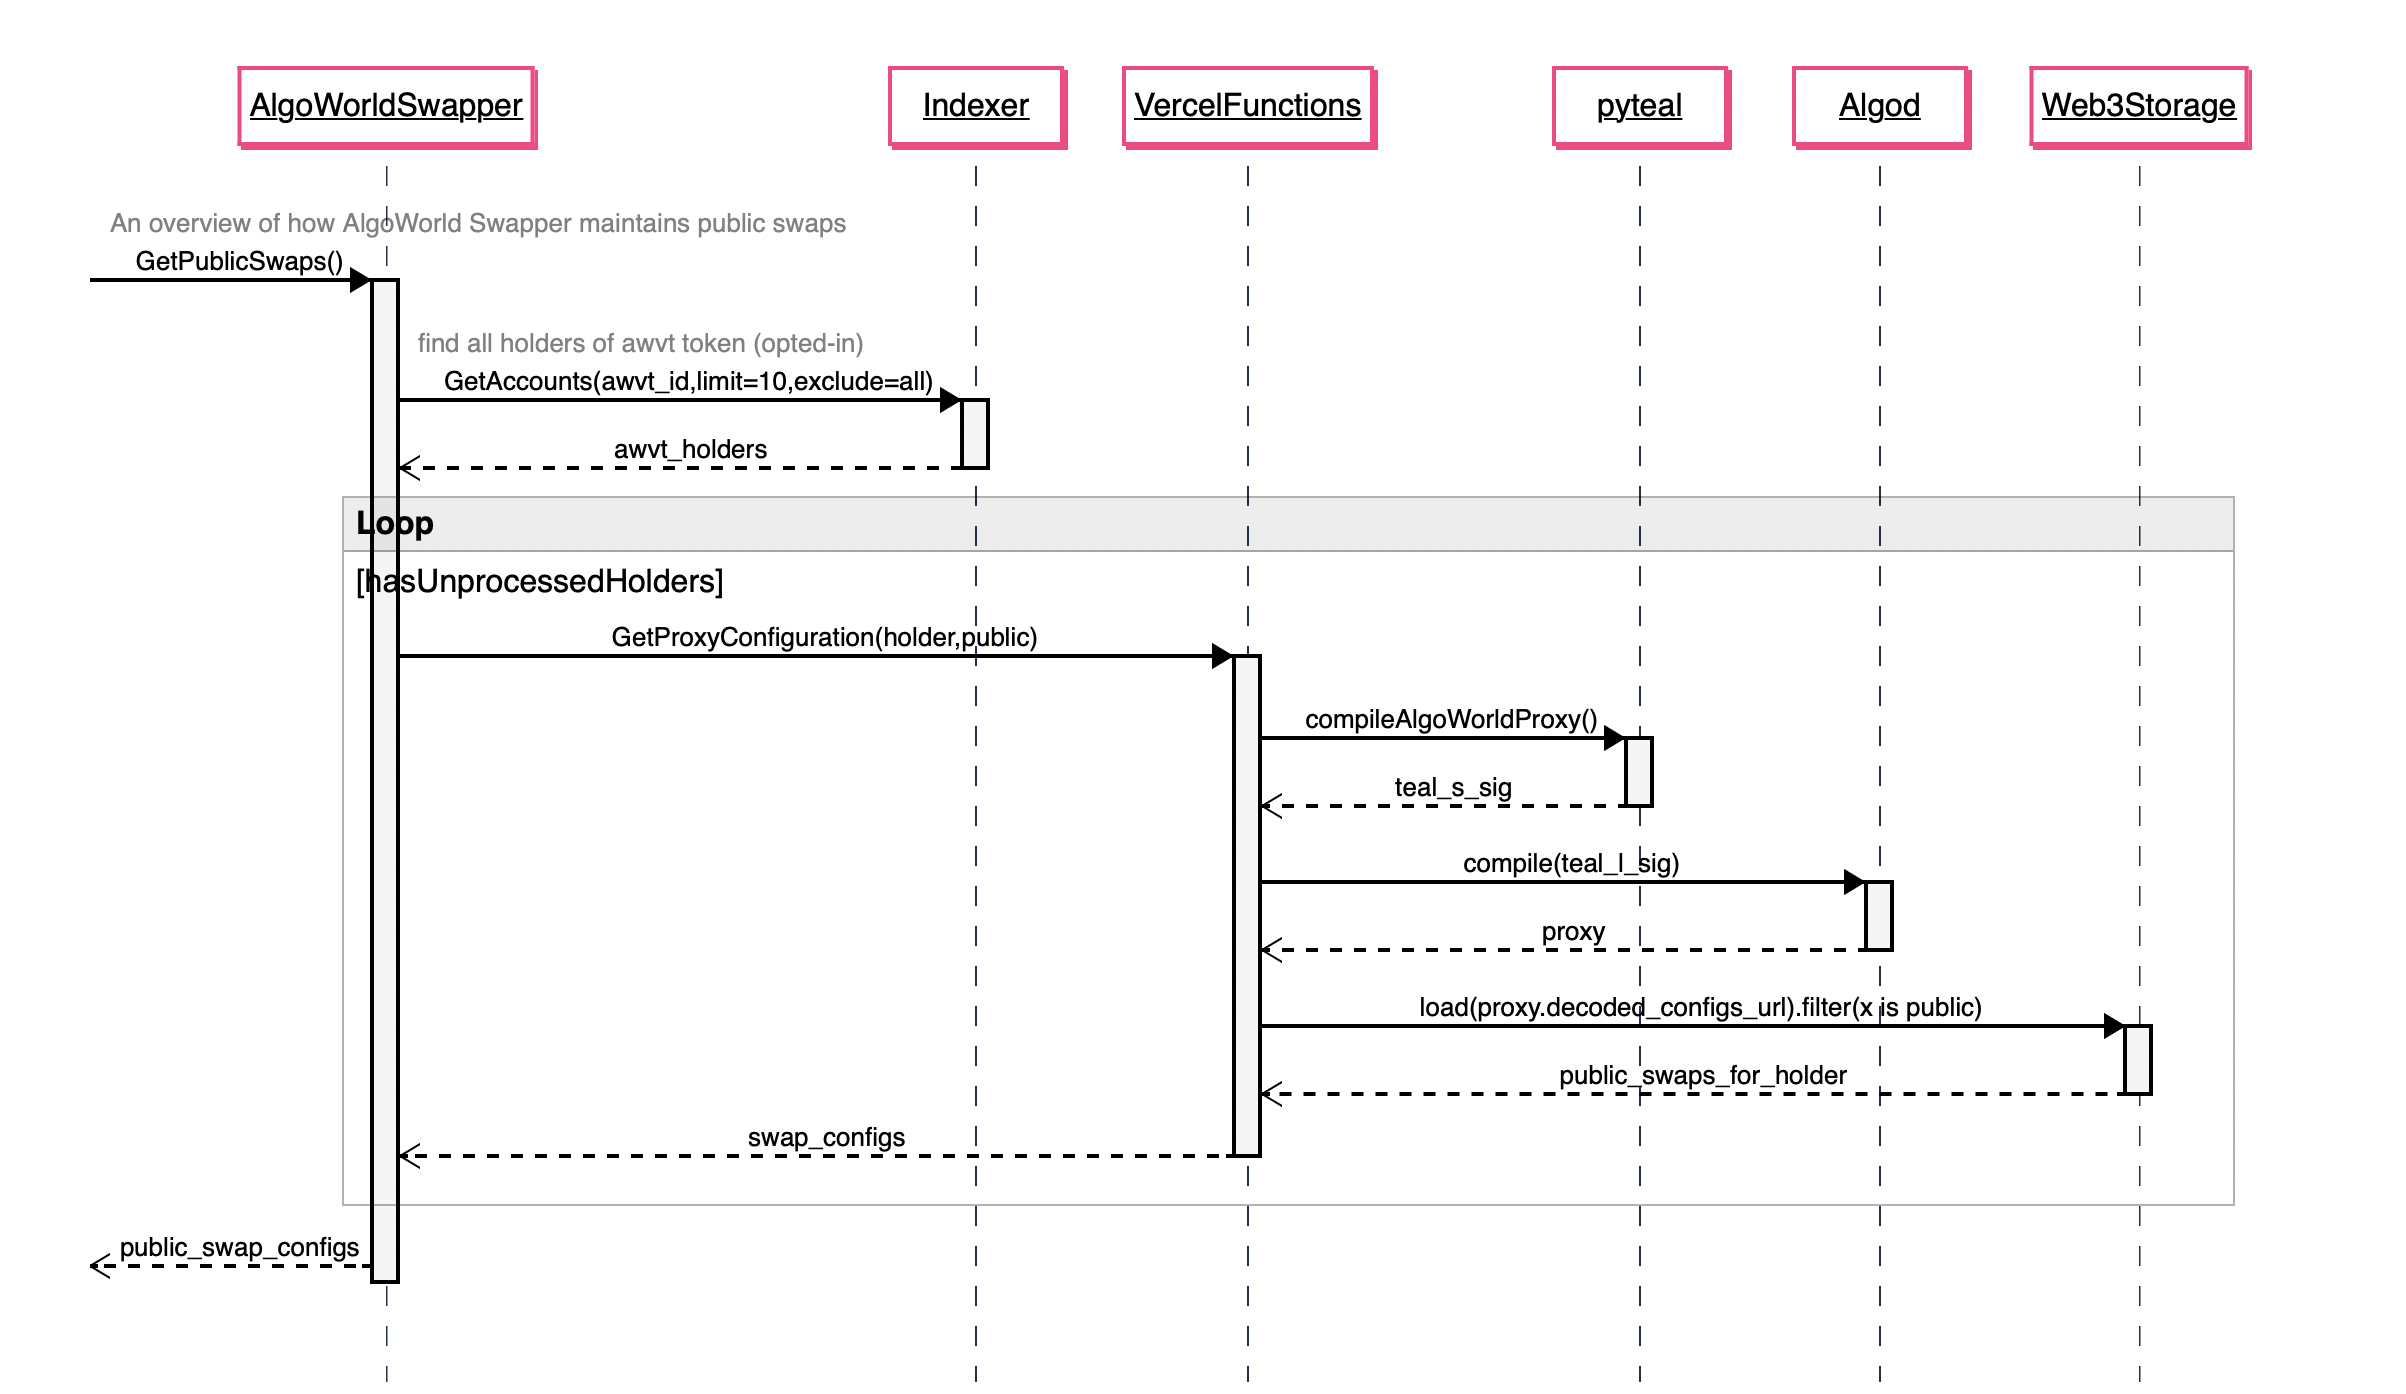 AlgoWorldSwapper
Indexer
VercelFunctions
pyteal
Algod
Web3Storage
An overview of how AlgoWorld Swapper maintains public swaps
GetPublicSwaps()
find all holders of awvt token (opted-in)
GetAccounts(awvt_id,limit=10,exclude=all)
awvt_holders
Loop
[hasUnprocessedHolders]
GetProxyConfiguration(holder,public)
compileAlgoWorldProxy()
teal_s_sig
compile(teal_l_sig)
proxy
load(proxy.decoded_configs_url).filter(x is public)
public_swaps_for_holder
swap_configs
public_swap_configs